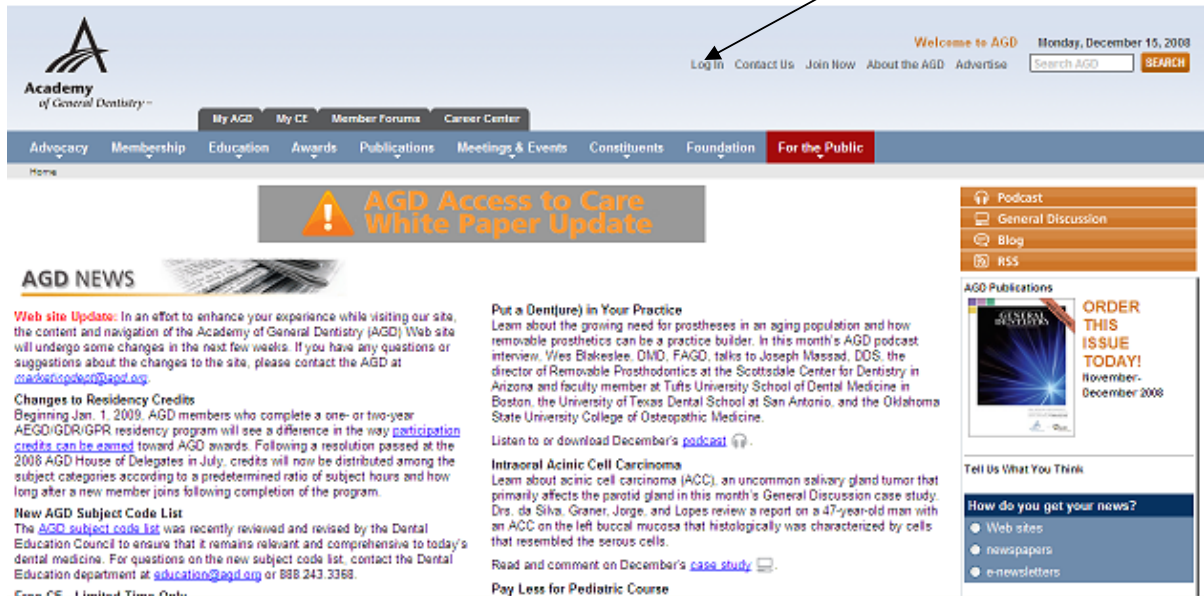 Welcome to AGD Monday, December 15, 2008
Log In Contact Us Join Now About the AGD Advertise Search AGD SEARCH
Academy
of General Dentistry
My AGD My CE Member Forums Career Center
Advocacy Membership Education Awards Publications Meetings & Events Constituents Foundation For the Public
Home
AGD Access to Care
White Paper Update
AGD NEWS
Web site Update: In an effort to enhance your experience while visiting our site,
the content and navigation of the Academy of General Dentistry (AGD) Web site
will undergo some changes in the next few weeks. If you have any questions or
suggestions about the changes to the site, please contact the AGD at
marketingdept@agd.org.
Changes to Residency Credits
Beginning Jan. 1, 2009, AGD members who complete a one- or two-year
AEGD/GDR/GPR residency program will see a difference in the way participation
credits can be earned toward AGD awards. Following a resolution passed at the
2008 AGD House of Delegates in July, credits will now be distributed among the
subject categories according to a predetermined ratio of subject hours and how
long after a new member joins following completion of the program.
New AGD Subject Code List
The AGD subject code list was recently reviewed and revised by the Dental
Education Council to ensure that it remains relevant and comprehensive to today's
dental medicine. For questions on the new subject code list, contact the Dental
Education department at education@agd.org or 888.243.3368.
Free CE - Limited Time Only
Put a Dent(ure) in Your Practice
Learn about the growing need for prostheses in an aging population and how
removable prosthetics can be a practice builder. In this month's AGD podcast
interview, Wes Blakeslee, DMD, FAGD, talks to Joseph Massad, DDS, the
director of Removable Prosthodontics at the Scottsdale Center for Dentistry in
Arizona and faculty member at Tufts University School of Dental Medicine in
Boston, the University of Texas Dental School at San Antonio, and the Oklahoma
State University College of Osteopathic Medicine.
Listen to or download December's podcast .
Intraoral Acinic Cell Carcinoma
Learn about acinic cell carcinoma (ACC), an uncommon salivary gland tumor that
primarily affects the parotid gland in this month's General Discussion case study.
Drs. da Silva, Graner, Jorge, and Lopes review a report on a 47-year-old man with
an ACC on the left buccal mucosa that histologically was characterized by cells
that resembled the serous cells.
Read and comment on December's case study .
Pay Less for Pediatric Course
Podcast
General Discussion
Blog
RSS
AGD Publications
GENERAL
DENTISTRY
ORDER
THIS
ISSUE
TODAY!
November-
December 2008
Tell Us What You Think
How do you get your news?
Web sites
newspapers
e-newsletters